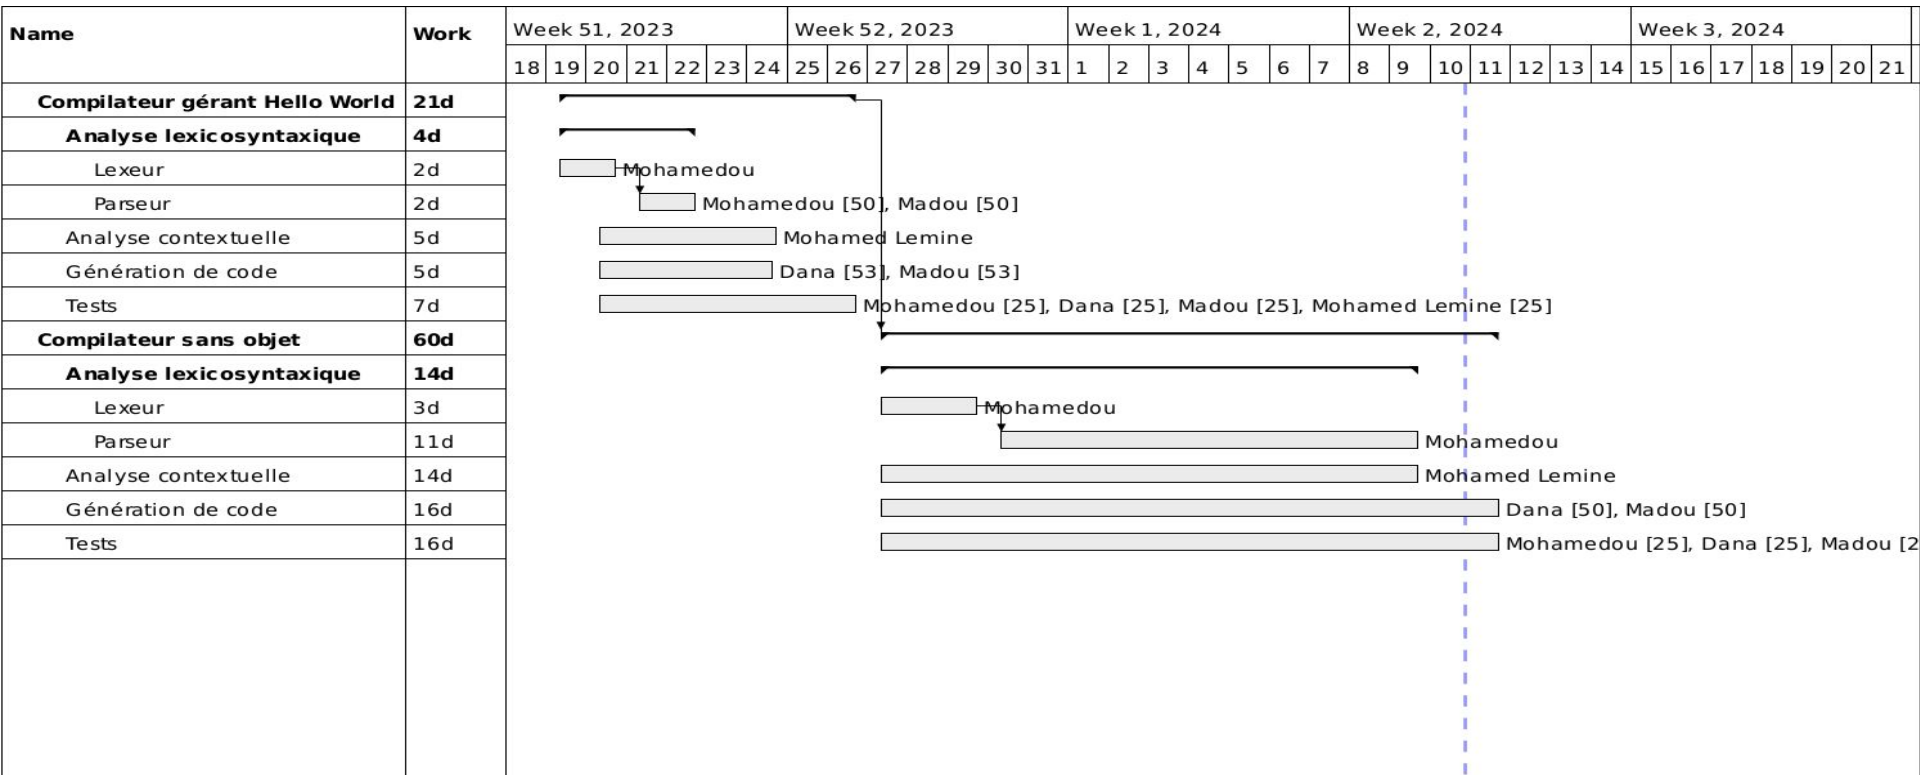 Name Work Week 51, 2023 Week 52, 2023 Week 1, 2024 Week 2, 2024 Week 3, 2024
18 19 20 21 22 23 24 25 26 27 28 29 30 31 1 2 3 4 5 6 7 8 9 10 11 12 13 14 15 16 17 18 19 20 21
Compilateur gérant Hello World 21d
Analyse lexicosyntaxique 4d
Lexeur 2d Mohamedou
Parseur 2d Mohamedou [50], Madou [50]
Analyse contextuelle 5d Mohamed Lemine
Génération de code 5d Dana [53], Madou [53]
Tests 7d Mohamedou [25], Dana [25], Madou [25], Mohamed Lemine [25]
Compilateur sans objet 60d
Analyse lexicosyntaxique 14d
Lexeur 3d Mohamedou
Parseur 11d Mohamedou
Analyse contextuelle 14d Mohamed Lemine
Génération de code 16d Dana [50], Madou [50]
Tests 16d Mohamedou [25], Dana [25], Madou [2